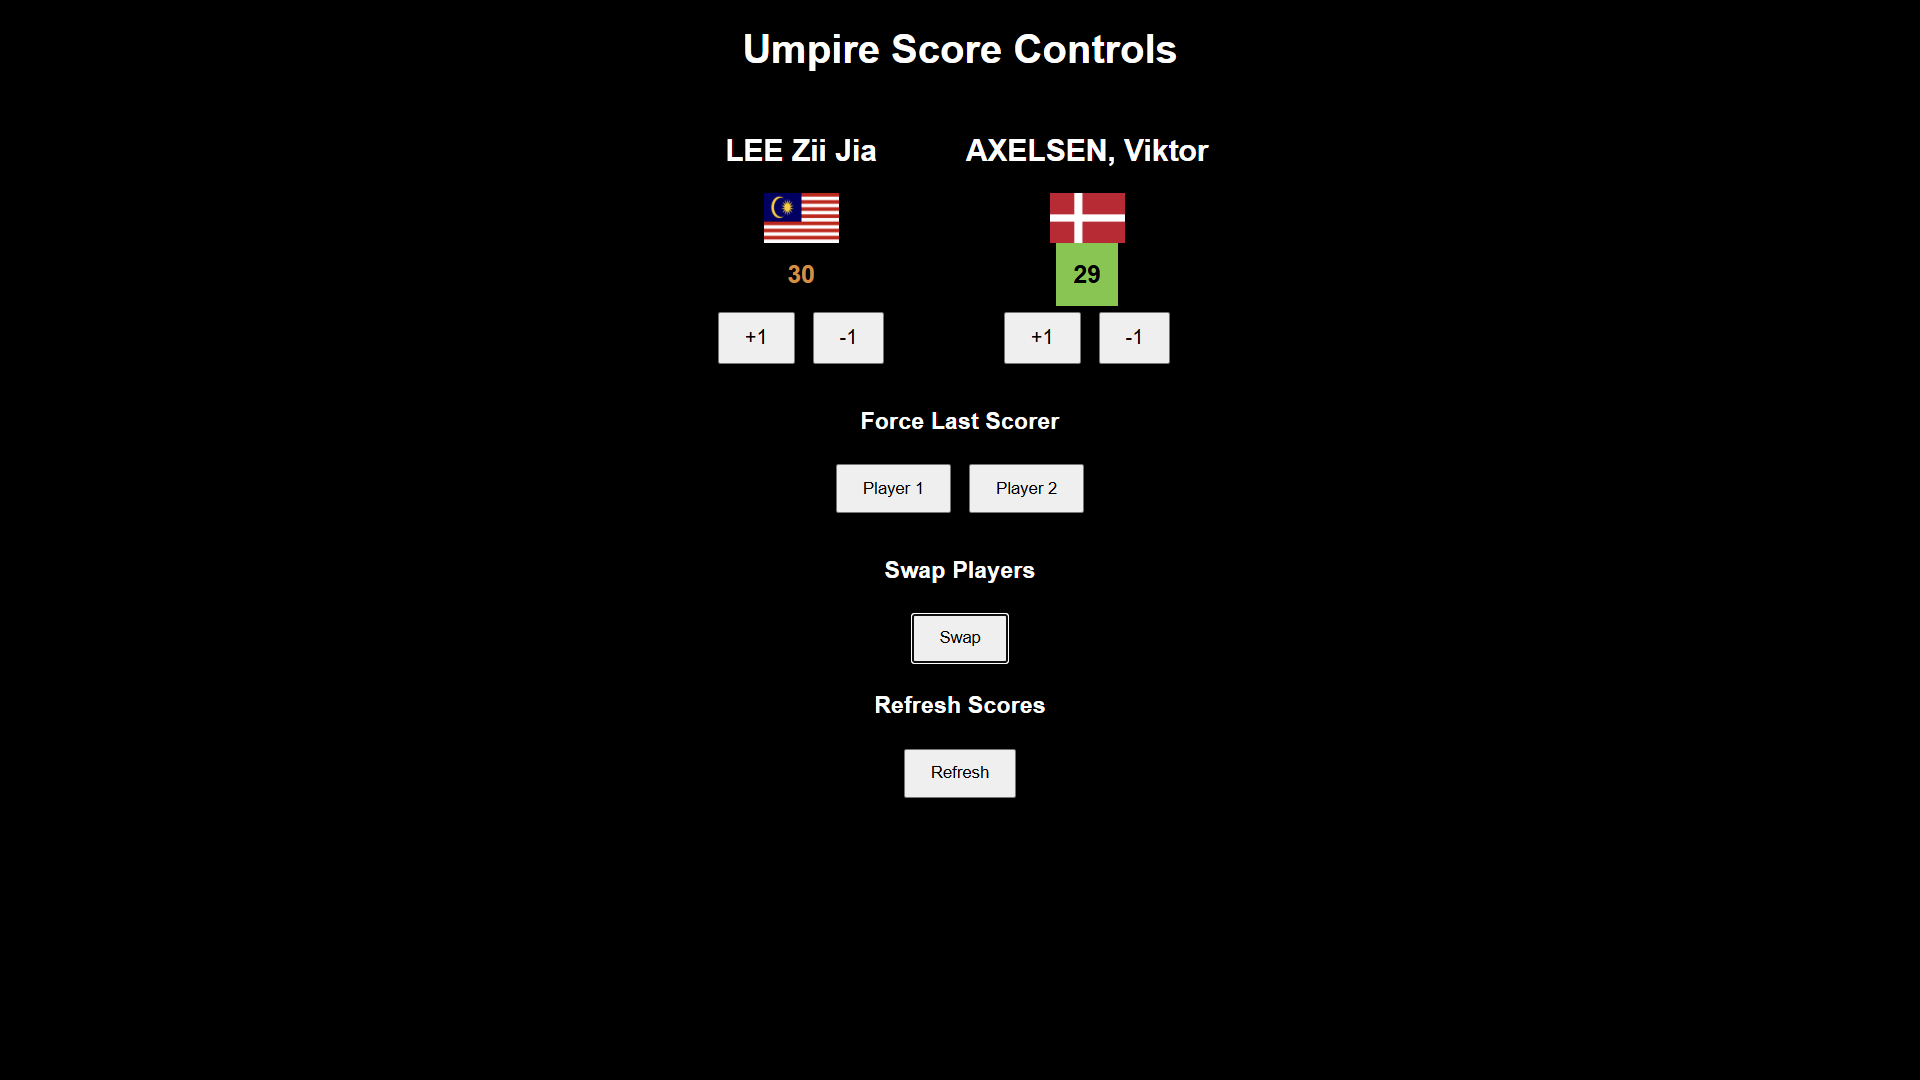 Umpire Score Controls
LEE Zii Jia
AXELSEN, Viktor
30
29
+1
-1
+1
-1
Force Last Scorer
Player 1
Player 2
Swap Players
Swap
Refresh Scores
Refresh